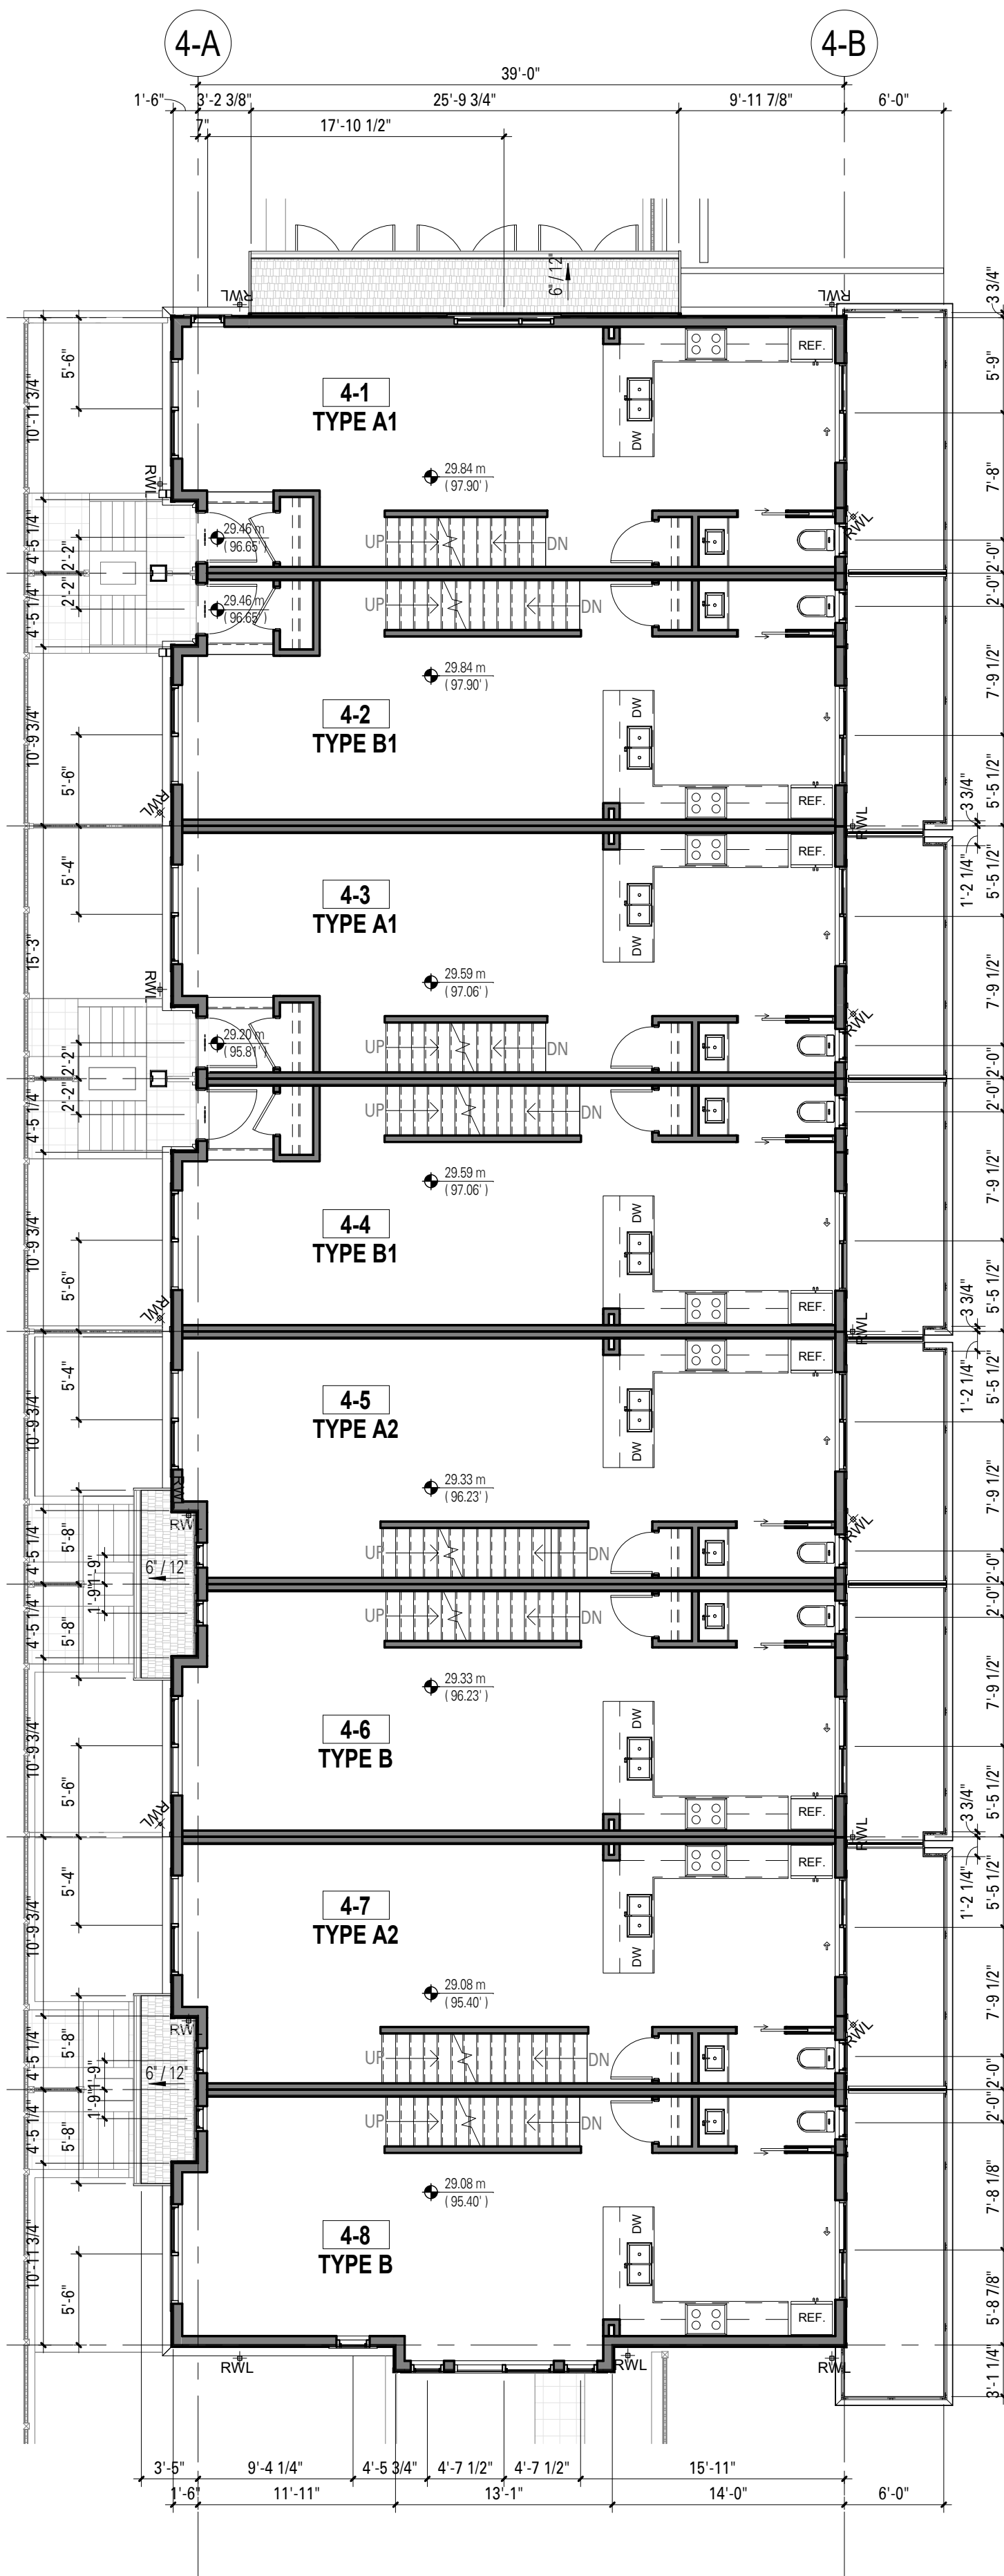 4-A
4-B
39'-0"
1'-6"
3'-2 3/8"
25'-9 3/4"
9'-11 7/8"
6'-0"
7"
17'-10 1/2"
6" / 12"
RWL
RWL
3 3/4"
5'-6"
10'-11 3/4"
4-1
TYPE A1
REF.
DW
5'-9"
7'-8"
29.84 m
( 97.90' )
RWL
RWL
4'-5 1/4"
2'-2"
29.46 m
( 96.65' )
UP
DN
2'-0"
2'-2"
4'-5 1/4"
29.46 m
( 96.65' )
UP
DN
2'-0"
29.84 m
( 97.90' )
4-2
TYPE B1
DW
REF.
10'-9 3/4"
5'-6"
7'-9 1/2"
5'-5 1/2"
3 3/4"
RWL
RWL
1'-2 1/4"
5'-5 1/2"
5'-4"
15'-3"
4-3
TYPE A1
REF.
DW
7'-9 1/2"
29.59 m
( 97.06' )
RWL
RWL
2'-2"
29.20 m
( 95.81' )
UP
DN
2'-0"
2'-2"
4'-5 1/4"
UP
DN
2'-0"
29.59 m
( 97.06' )
4-4
TYPE B1
DW
REF.
10'-9 3/4"
5'-6"
7'-9 1/2"
5'-5 1/2"
3 3/4"
RWL
RWL
1'-2 1/4"
5'-5 1/2"
5'-4"
10'-9 3/4"
4-5
TYPE A2
REF.
DW
7'-9 1/2"
29.33 m
( 96.23' )
RWL
4'-5 1/4"
5'-8"
1'-9"
6" / 12"
UP
DN
2'-0"
1'-9"
4'-5 1/4"
5'-8"
UP
DN
2'-0"
29.33 m
( 96.23' )
4-6
TYPE B
DW
REF.
10'-9 3/4"
5'-6"
7'-9 1/2"
5'-5 1/2"
3 3/4"
RWL
RWL
1'-2 1/4"
5'-5 1/2"
5'-4"
10'-9 3/4"
4-7
TYPE A2
REF.
DW
7'-9 1/2"
29.08 m
( 95.40' )
RWL
4'-5 1/4"
5'-8"
1'-9"
6" / 12"
UP
DN
2'-0"
1'-9"
4'-5 1/4"
5'-8"
UP
DN
2'-0"
29.08 m
( 95.40' )
4-8
TYPE B
DW
REF.
10'-11 3/4"
5'-6"
7'-8 1/8"
5'-8 7/8"
3'-1 1/4"
RWL
RWL
RWL
3'-5"
9'-4 1/4"
4'-5 3/4"
4'-7 1/2"
4'-7 1/2"
15'-11"
1'-6"
11'-11"
13'-1"
14'-0"
6'-0"